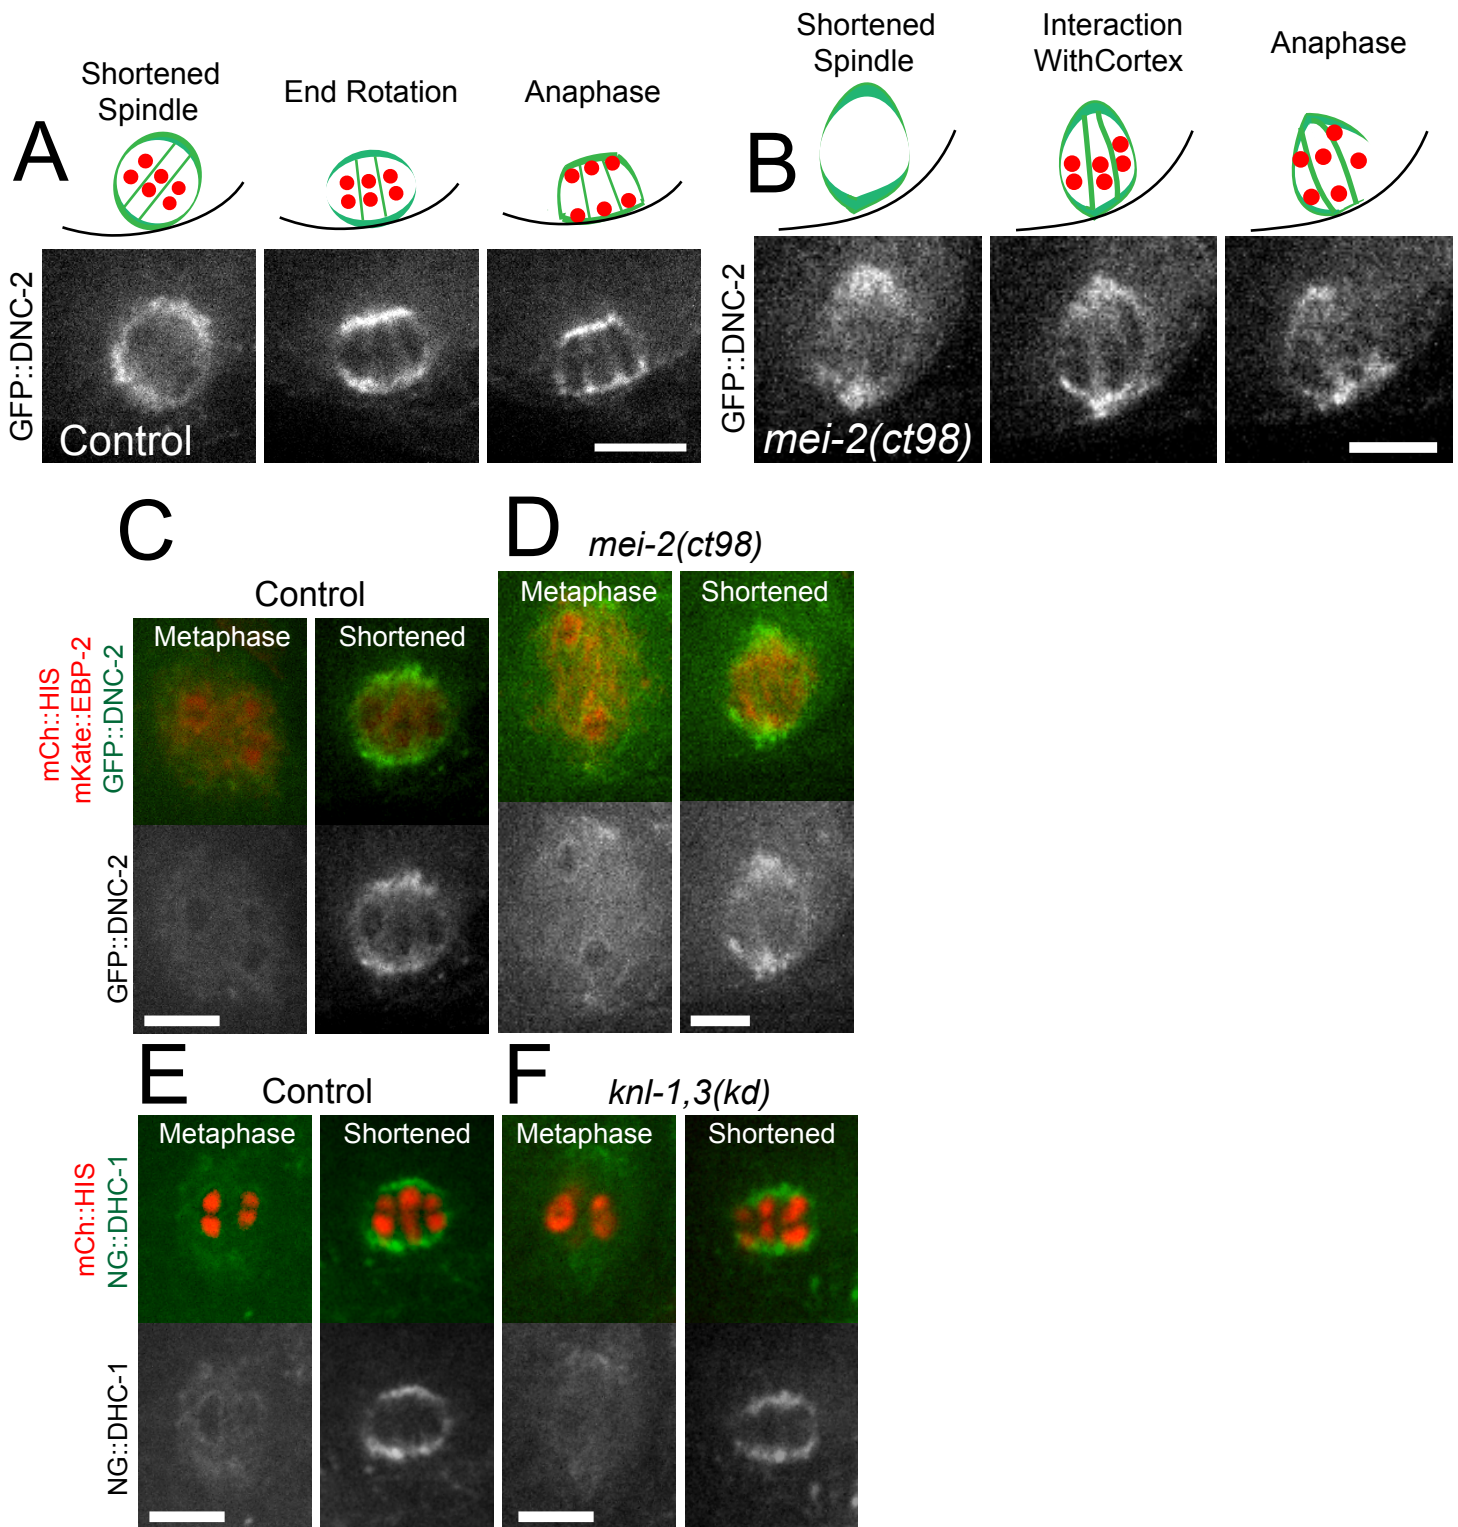 A
Shortened
Spindle
End Rotation
Anaphase
GFP::DNC-2
Control
B
Shortened
Spindle
Interaction
WithCortex
Anaphase
GFP::DNC-2
mei-2(ct98)
C
Control
Metaphase
Shortened
mCh::HIS
mKate::EBP-2
GFP::DNC-2
GFP::DNC-2
D
mei-2(ct98)
Metaphase
Shortened
E
Control
Metaphase
Shortened
mCh::HIS
NG::DHC-1
NG::DHC-1
F
knl-1,3(kd)
Metaphase
Shortened